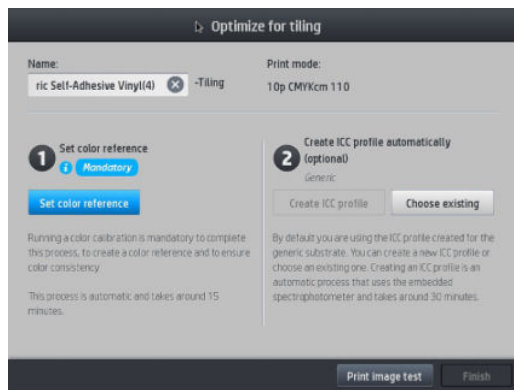 Optimize for tiling
Name:
ric Self-Adhesive Vinyl(4)
-Tiling
Print mode:
10p CMYKcm 110
1
Set color reference
i
Mandatory
Set color reference
Running a color calibration is mandatory to complete
this process, to create a color reference and to ensure
color consistency
This process is automatic and takes around 15
minutes.
2
Create ICC profile automatically
(optional)
Generic
Create ICC profile
Choose existing
By default you are using the ICC profile created for the
generic substrate. You can create a new ICC profile or
choose an existing one. Creating an ICC profile is an
automatic process that uses the embedded
spectrophotometer and takes around 30 minutes.
Print image test
Finish